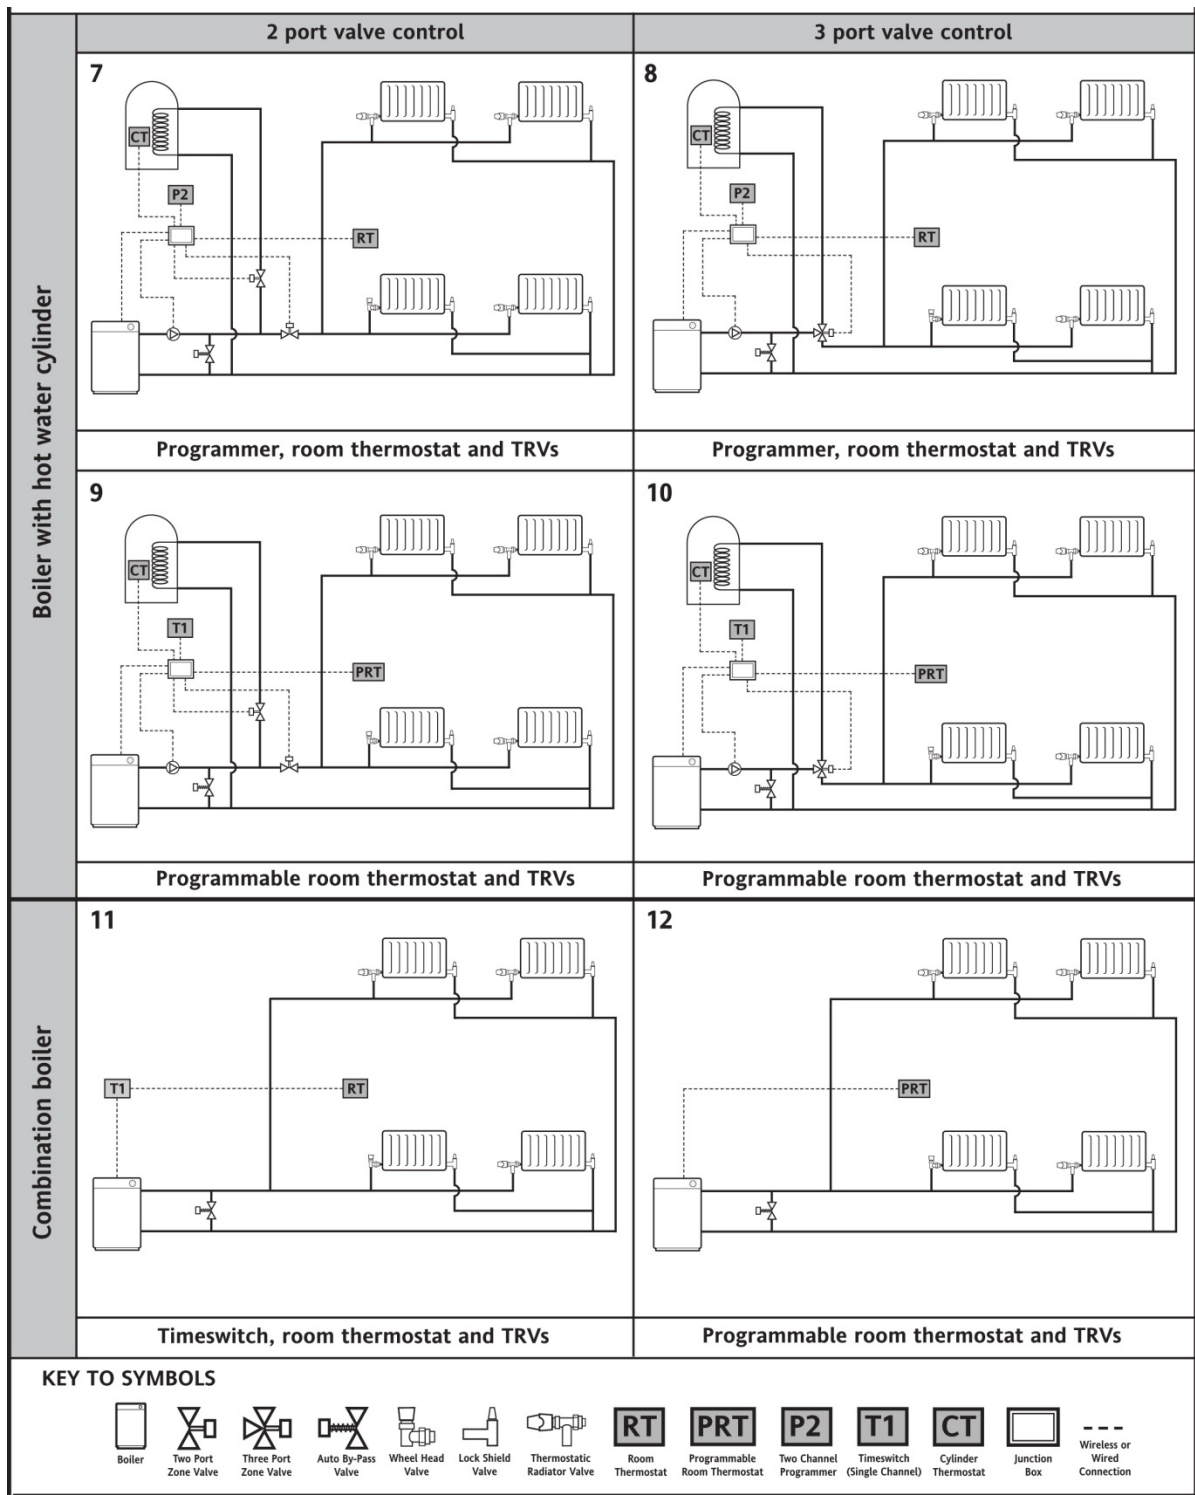 2 port valve control
3 port valve control
Boiler with hot water cylinder
7
CT
P2
RT
Programmer, room thermostat and TRVs
8
CT
P2
RT
Programmer, room thermostat and TRVs
9
CT
T1
PRT
Programmable room thermostat and TRVs
10
CT
T1
PRT
Programmable room thermostat and TRVs
Combination boiler
11
T1
RT
Timeswitch, room thermostat and TRVs
12
PRT
Programmable room thermostat and TRVs
KEY TO SYMBOLS
Boiler
Two Port
Zone Valve
Three Port
Zone Valve
Auto By-Pass
Valve
Wheel Head
Valve
Lock Shield
Valve
Thermostatic
Radiator Valve
RT
Room
Thermostat
PRT
Programmable
Room Thermostat
P2
Two Channel
Programmer
T1
Timeswitch
(Single Channel)
CT
Cylinder
Thermostat
Junction
Box
Wireless or
Wired
Connection